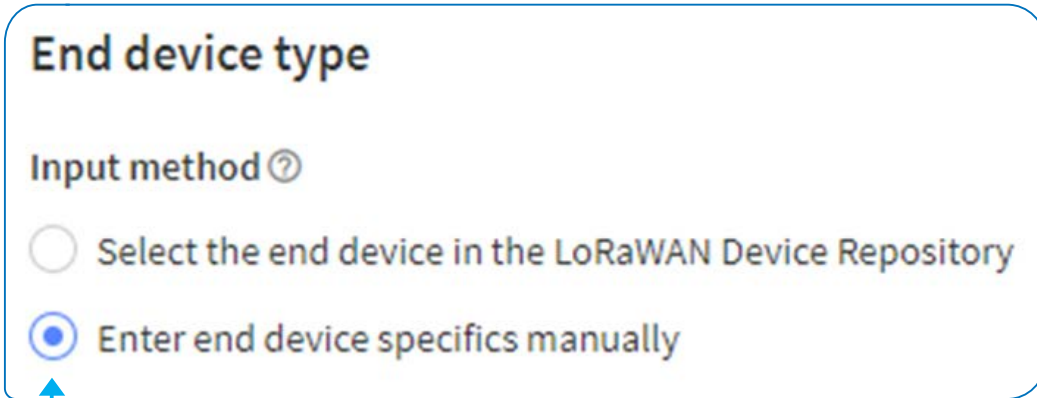 End device type
Input method ?
Select the end device in the LoRaWAN Device Repository
Enter end device specifics manually